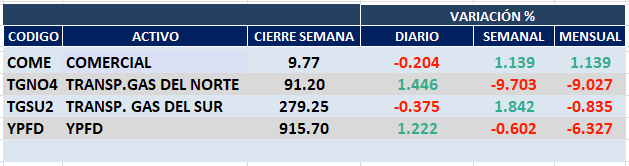 VARIACIÓN %
CODIGO ACTIVO CIERRE SEMANA DIARIO SEMANAL MENSUAL
COME COMERCIAL 9.77 -0.204 1.139 1.139
TGNO4 TRANSP.GAS DEL NORTE 91.20 1.446 -9.703 -9.027
TGSU2 TRANSP. GAS DEL SUR 279.25 -0.375 1.842 -0.835
YPFD YPFD 915.70 1.222 -0.602 -6.327